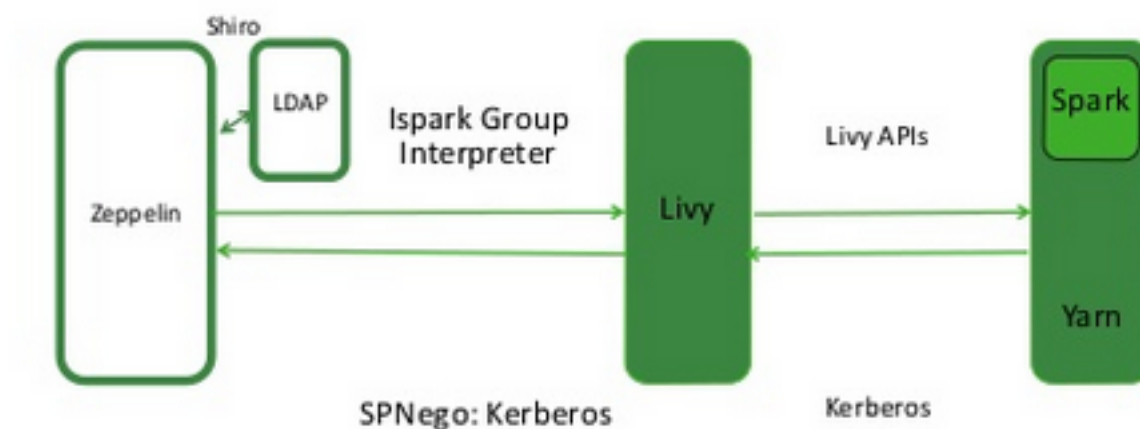 Shiro
LDAP
Ispark Group
Interpreter
Livy APIs
Spark
Zeppelin
Livy
Yarn
SPNego: Kerberos
Kerberos